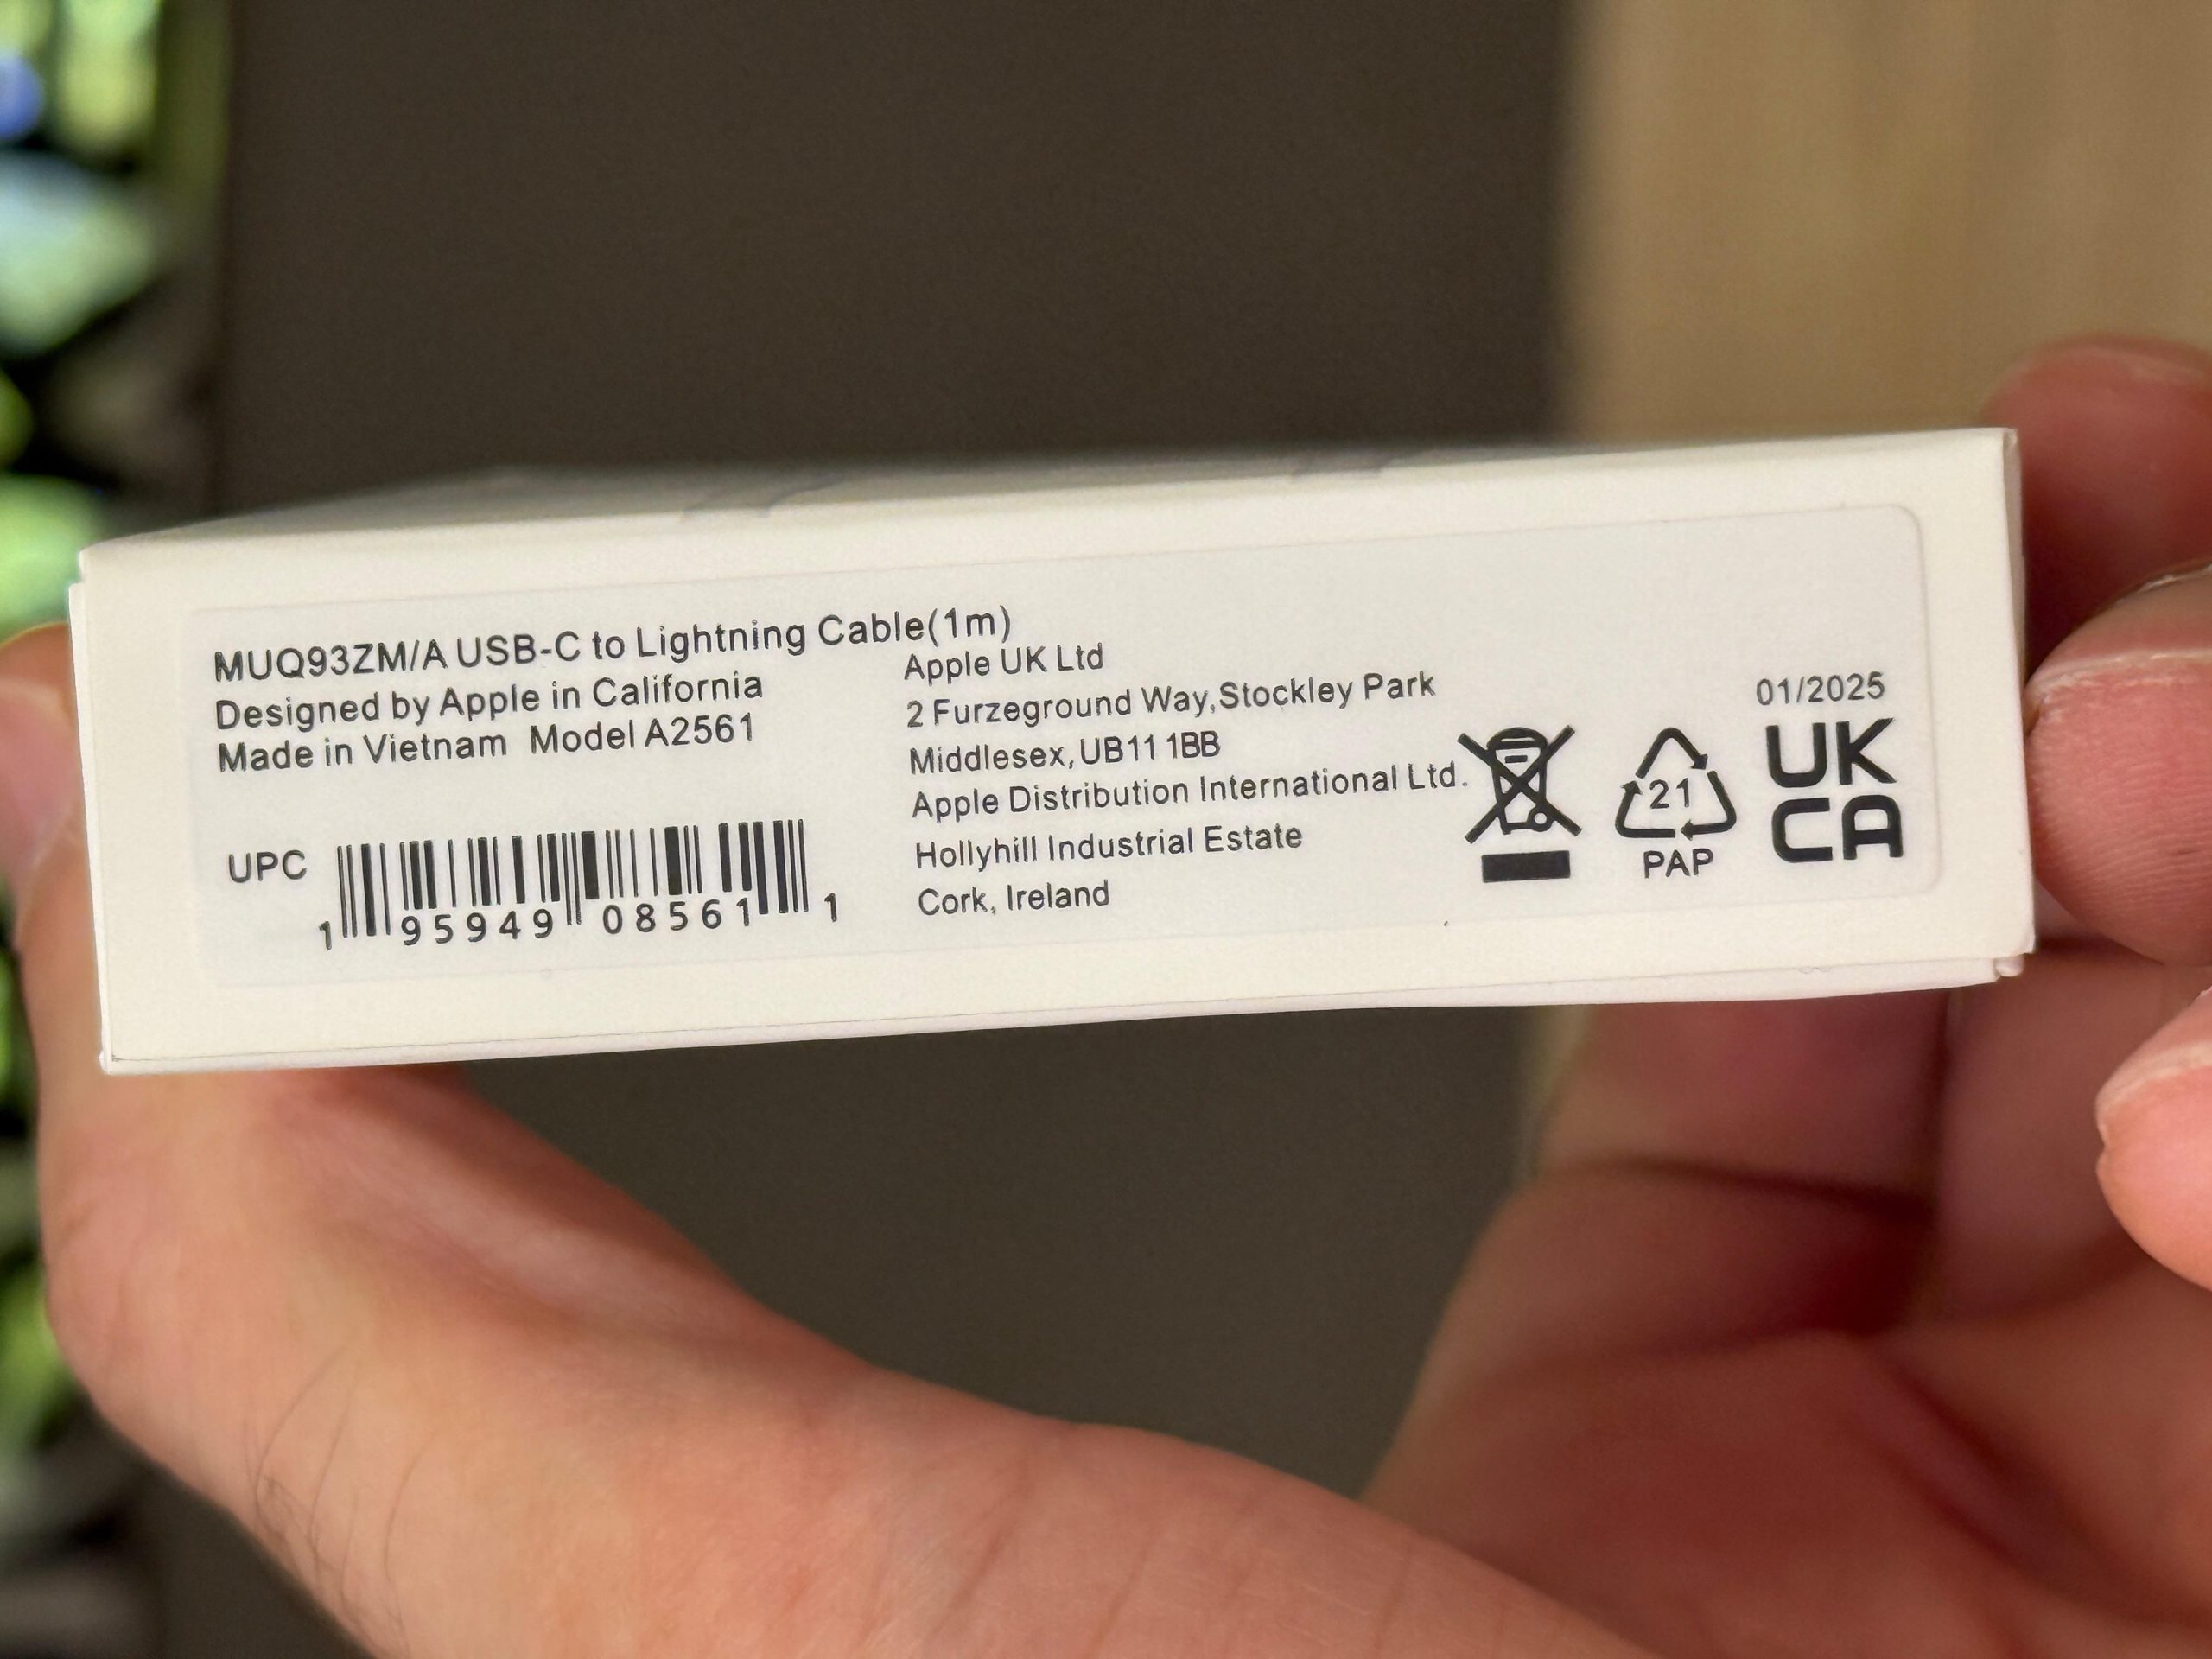 MUQ93ZM/A USB-C to Lightning Cable(1m)
Designed by Apple in California
Made in Vietnam Model A2561
UPC
1 95949 08561 1
Apple UK Ltd
2 Furzeground Way,Stockley Park
Middlesex,UB11 1BB
Apple Distribution International Ltd.
Hollyhill Industrial Estate
Cork, Ireland
21
PAP
01/2025
UK
CA